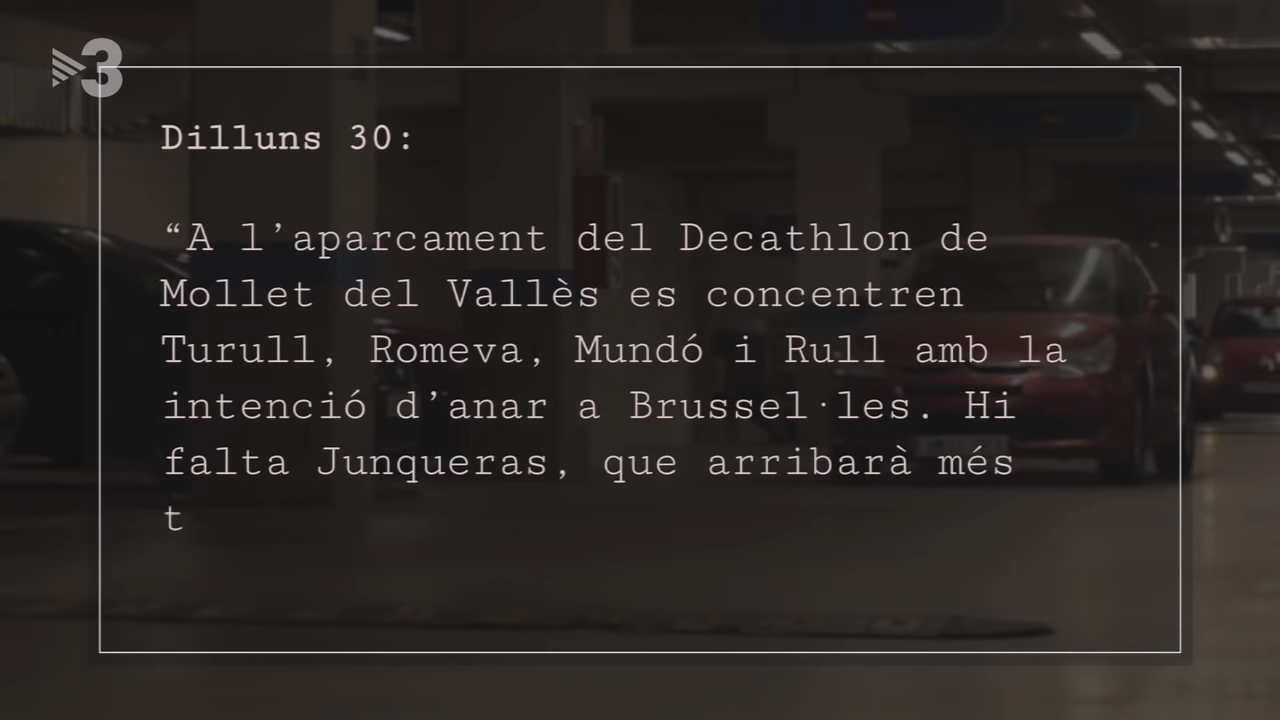 3
Dilluns 30:
“A l’aparcament del Decathlon de
Mollet del Vallès es concentren
Turull, Romeva, Mundó i Rull amb la
intenció d’anar a Brussel·les. Hi
falta Junqueras, que arribarà més
t